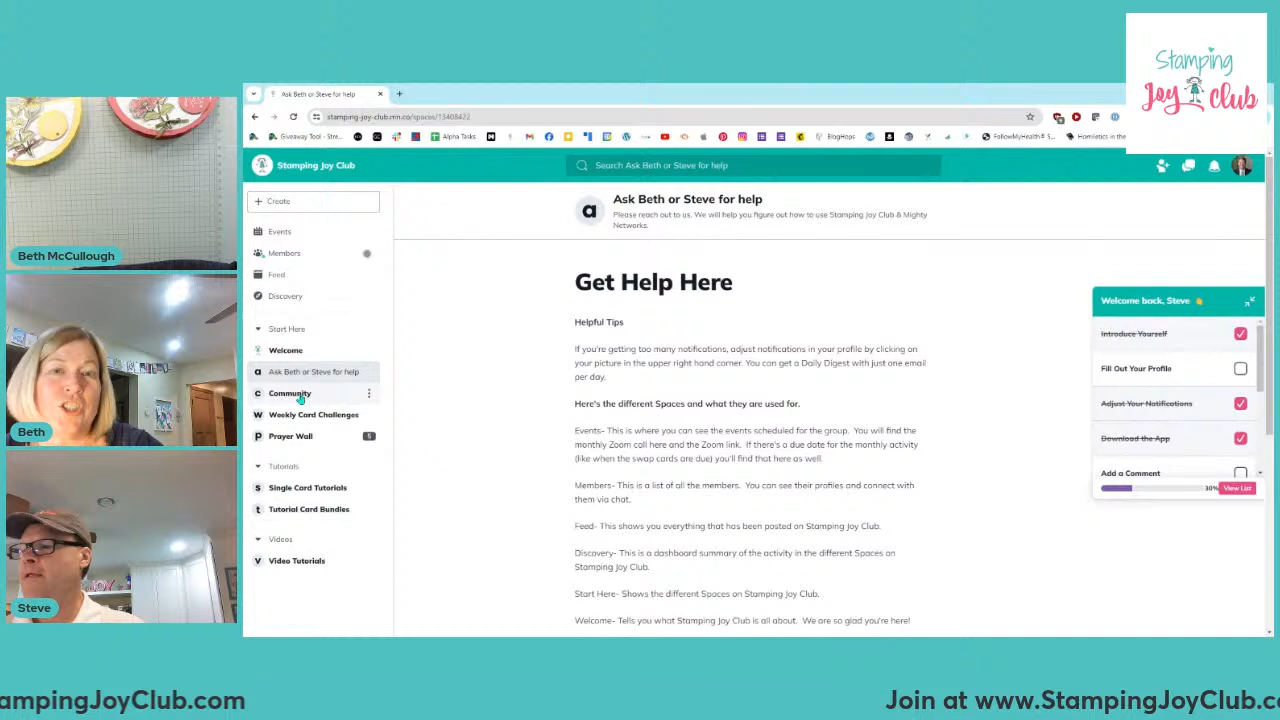 Stamping
Joy club
Ask Beth or Steve for help
stamping-joy-club.mn.co/spaces/13408422
Giveaway Tool - Stre...
Alpha Tasks
BlogHops
FollowMyHealth® S...
Homiletics in the mo...
Stamping Joy Club
Search Ask Beth or Steve for help
Create
Events
Members
Feed
Discovery
Start Here
Welcome
a Ask Beth or Steve for help
C Community
W Weekly Card Challenges
P Prayer Wall 5
Tutorials
S Single Card Tutorials
t Tutorial Card Bundles
Videos
V Video Tutorials
a
Ask Beth or Steve for help
Please reach out to us. We will help you figure out how to use Stamping Joy Club & Mighty
Networks.
Get Help Here
Helpful Tips
If you're getting too many notifications, adjust notifications in your profile by clicking on
your picture in the upper right hand corner. You can get a Daily Digest with just one email
per day.
Here's the different Spaces and what they are used for.
Events- This is where you can see the events scheduled for the group. You will find the
monthly Zoom call here and the Zoom link. If there's a due date for the monthly activity
(like when the swap cards are due) you'll find that here as well.
Members- This is a list of all the members. You can see their profiles and connect with
them via chat.
Feed- This shows you everything that has been posted on Stamping Joy Club.
Discovery- This is a dashboard summary of the activity in the different Spaces on
Stamping Joy Club.
Start Here- Shows the different Spaces on Stamping Joy Club.
Welcome- Tells you what Stamping Joy Club is all about. We are so glad you're here!
Welcome back, Steve
Introduce Yourself
Fill Out Your Profile
Adjust Your Notifications
Download the App
Add a Comment
30% View List
Beth McCullough
Beth
Steve
tampingJoyClub.com
Join at www.StampingJoyClub.c